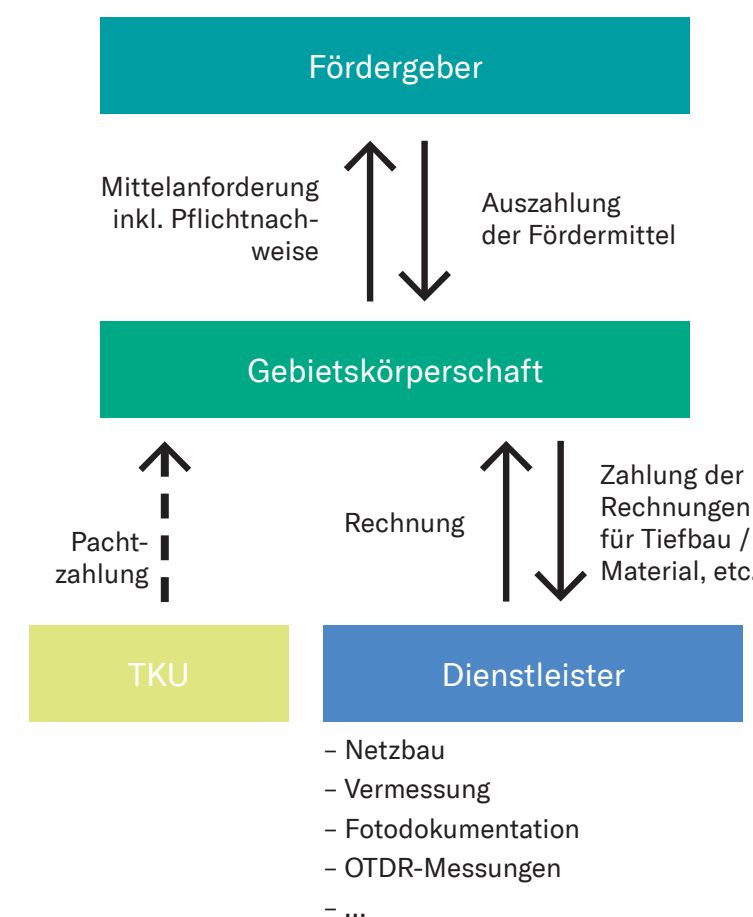 Fördergeber
Mittelanforderung
inkl. Pflichtnach-
weise
Auszahlung
der Fördermittel
Gebietskörperschaft
Pacht-
zahlung
Rechnung
Zahlung der
Rechnungen
für Tiefbau /
Material, etc.
TKU
Dienstleister
– Netzbau
– Vermessung
– Fotodokumentation
– OTDR-Messungen
– ...